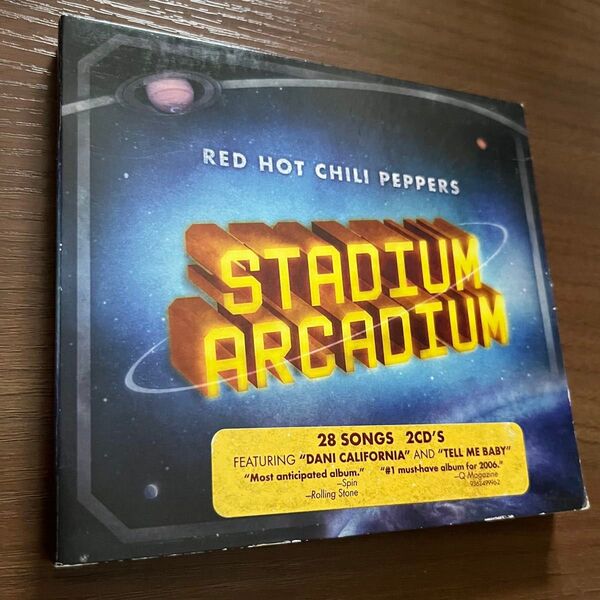 RED HOT CHILI PEPPERS
STADIUM
ARCADIUM
28 SONGS 2CD'S
FEATURING "DANI CALIFORNIA" AND "TELL ME BABY"
"Most anticipated album." "#1 must-have album for 2006."
—Spin —Q Magazine
—Rolling Stone 9362499962